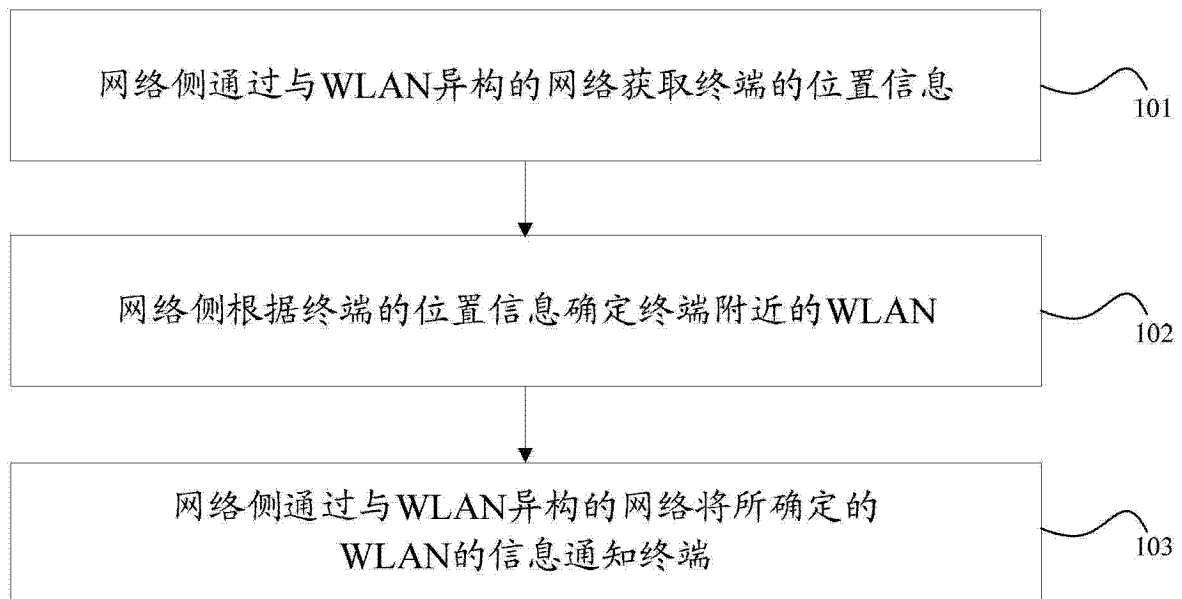 网络侧通过与WLAN异构的网络获取终端的位置信息
101
网络侧根据终端的位置信息确定终端附近的WLAN
102
网络侧通过与WLAN异构的网络将所确定的
WLAN的信息通知终端
103